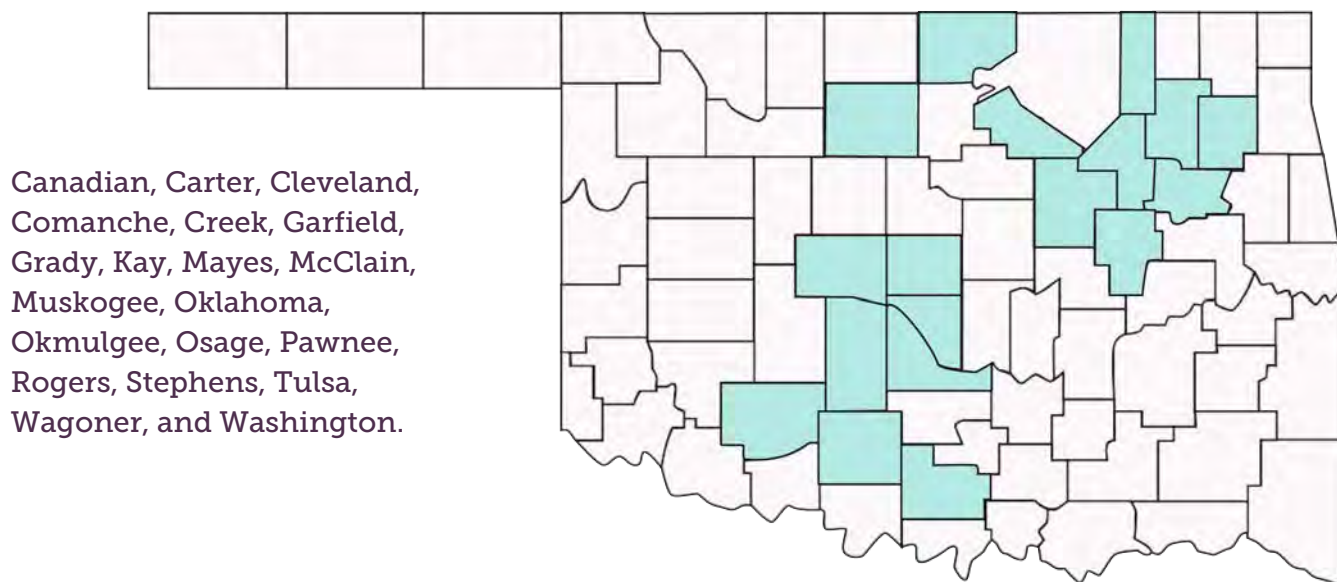 Canadian, Carter, Cleveland,
Comanche, Creek, Garfield,
Grady, Kay, Mayes, McClain,
Muskogee, Oklahoma,
Okmulgee, Osage, Pawnee,
Rogers, Stephens, Tulsa,
Wagoner, and Washington.